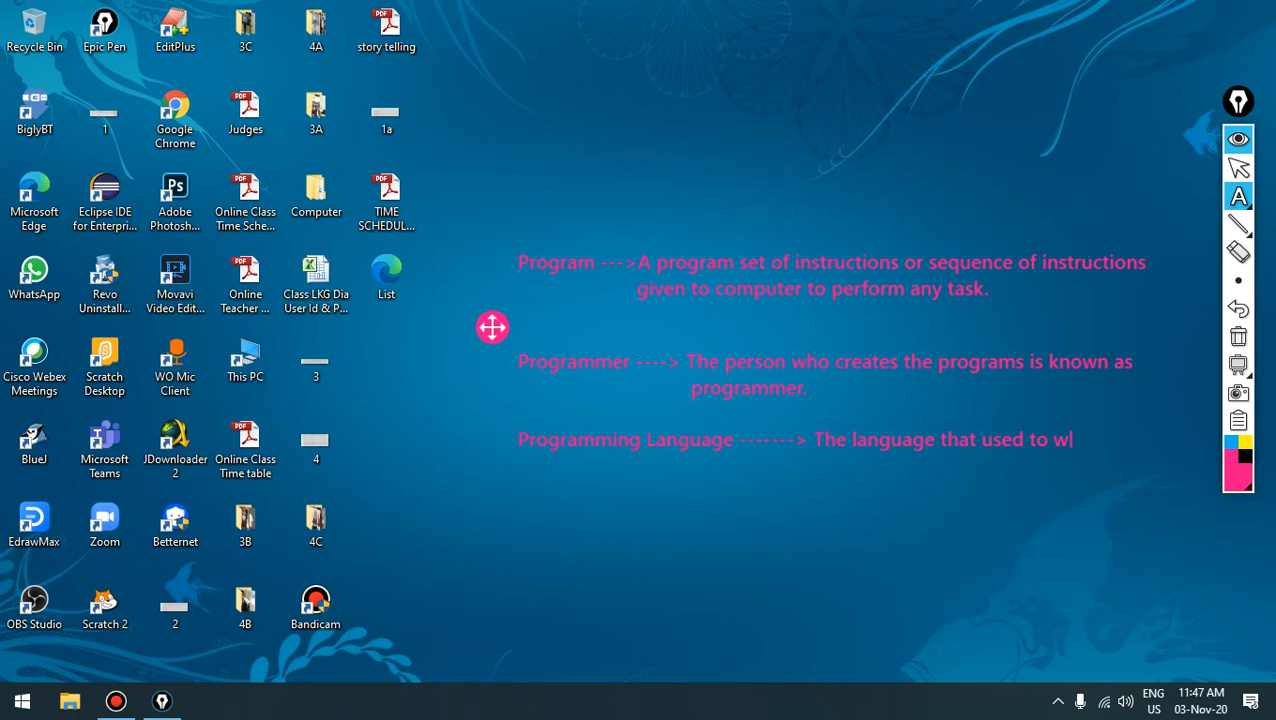 Recycle Bin
Epic Pen
EditPlus
3C
4A
story telling
BiglyBT
1
Google
Chrome
Judges
3A
1a
Microsoft
Edge
Eclipse IDE
for Enterpri...
Adobe
Photosh...
Online Class
Time Sche...
Computer
TIME
SCHEDUL...
WhatsApp
Revo
Uninstall...
Movavi
Video Edit...
Online
Teacher ...
Class LKG Dia
User Id & P...
List
Program --->A program set of instructions or sequence of instructions
given to computer to perform any task.
Cisco Webex
Meetings
Scratch
Desktop
WO Mic
Client
This PC
3
Programmer ----> The person who creates the programs is known as
programmer.
BlueJ
Microsoft
Teams
JDownloader
2
Online Class
Time table
4
Programming Language -------> The language that used to w
EdrawMax
Zoom
Betternet
3B
4C
OBS Studio
Scratch 2
2
4B
Bandicam
ENG
US
11:47 AM
03-Nov-20